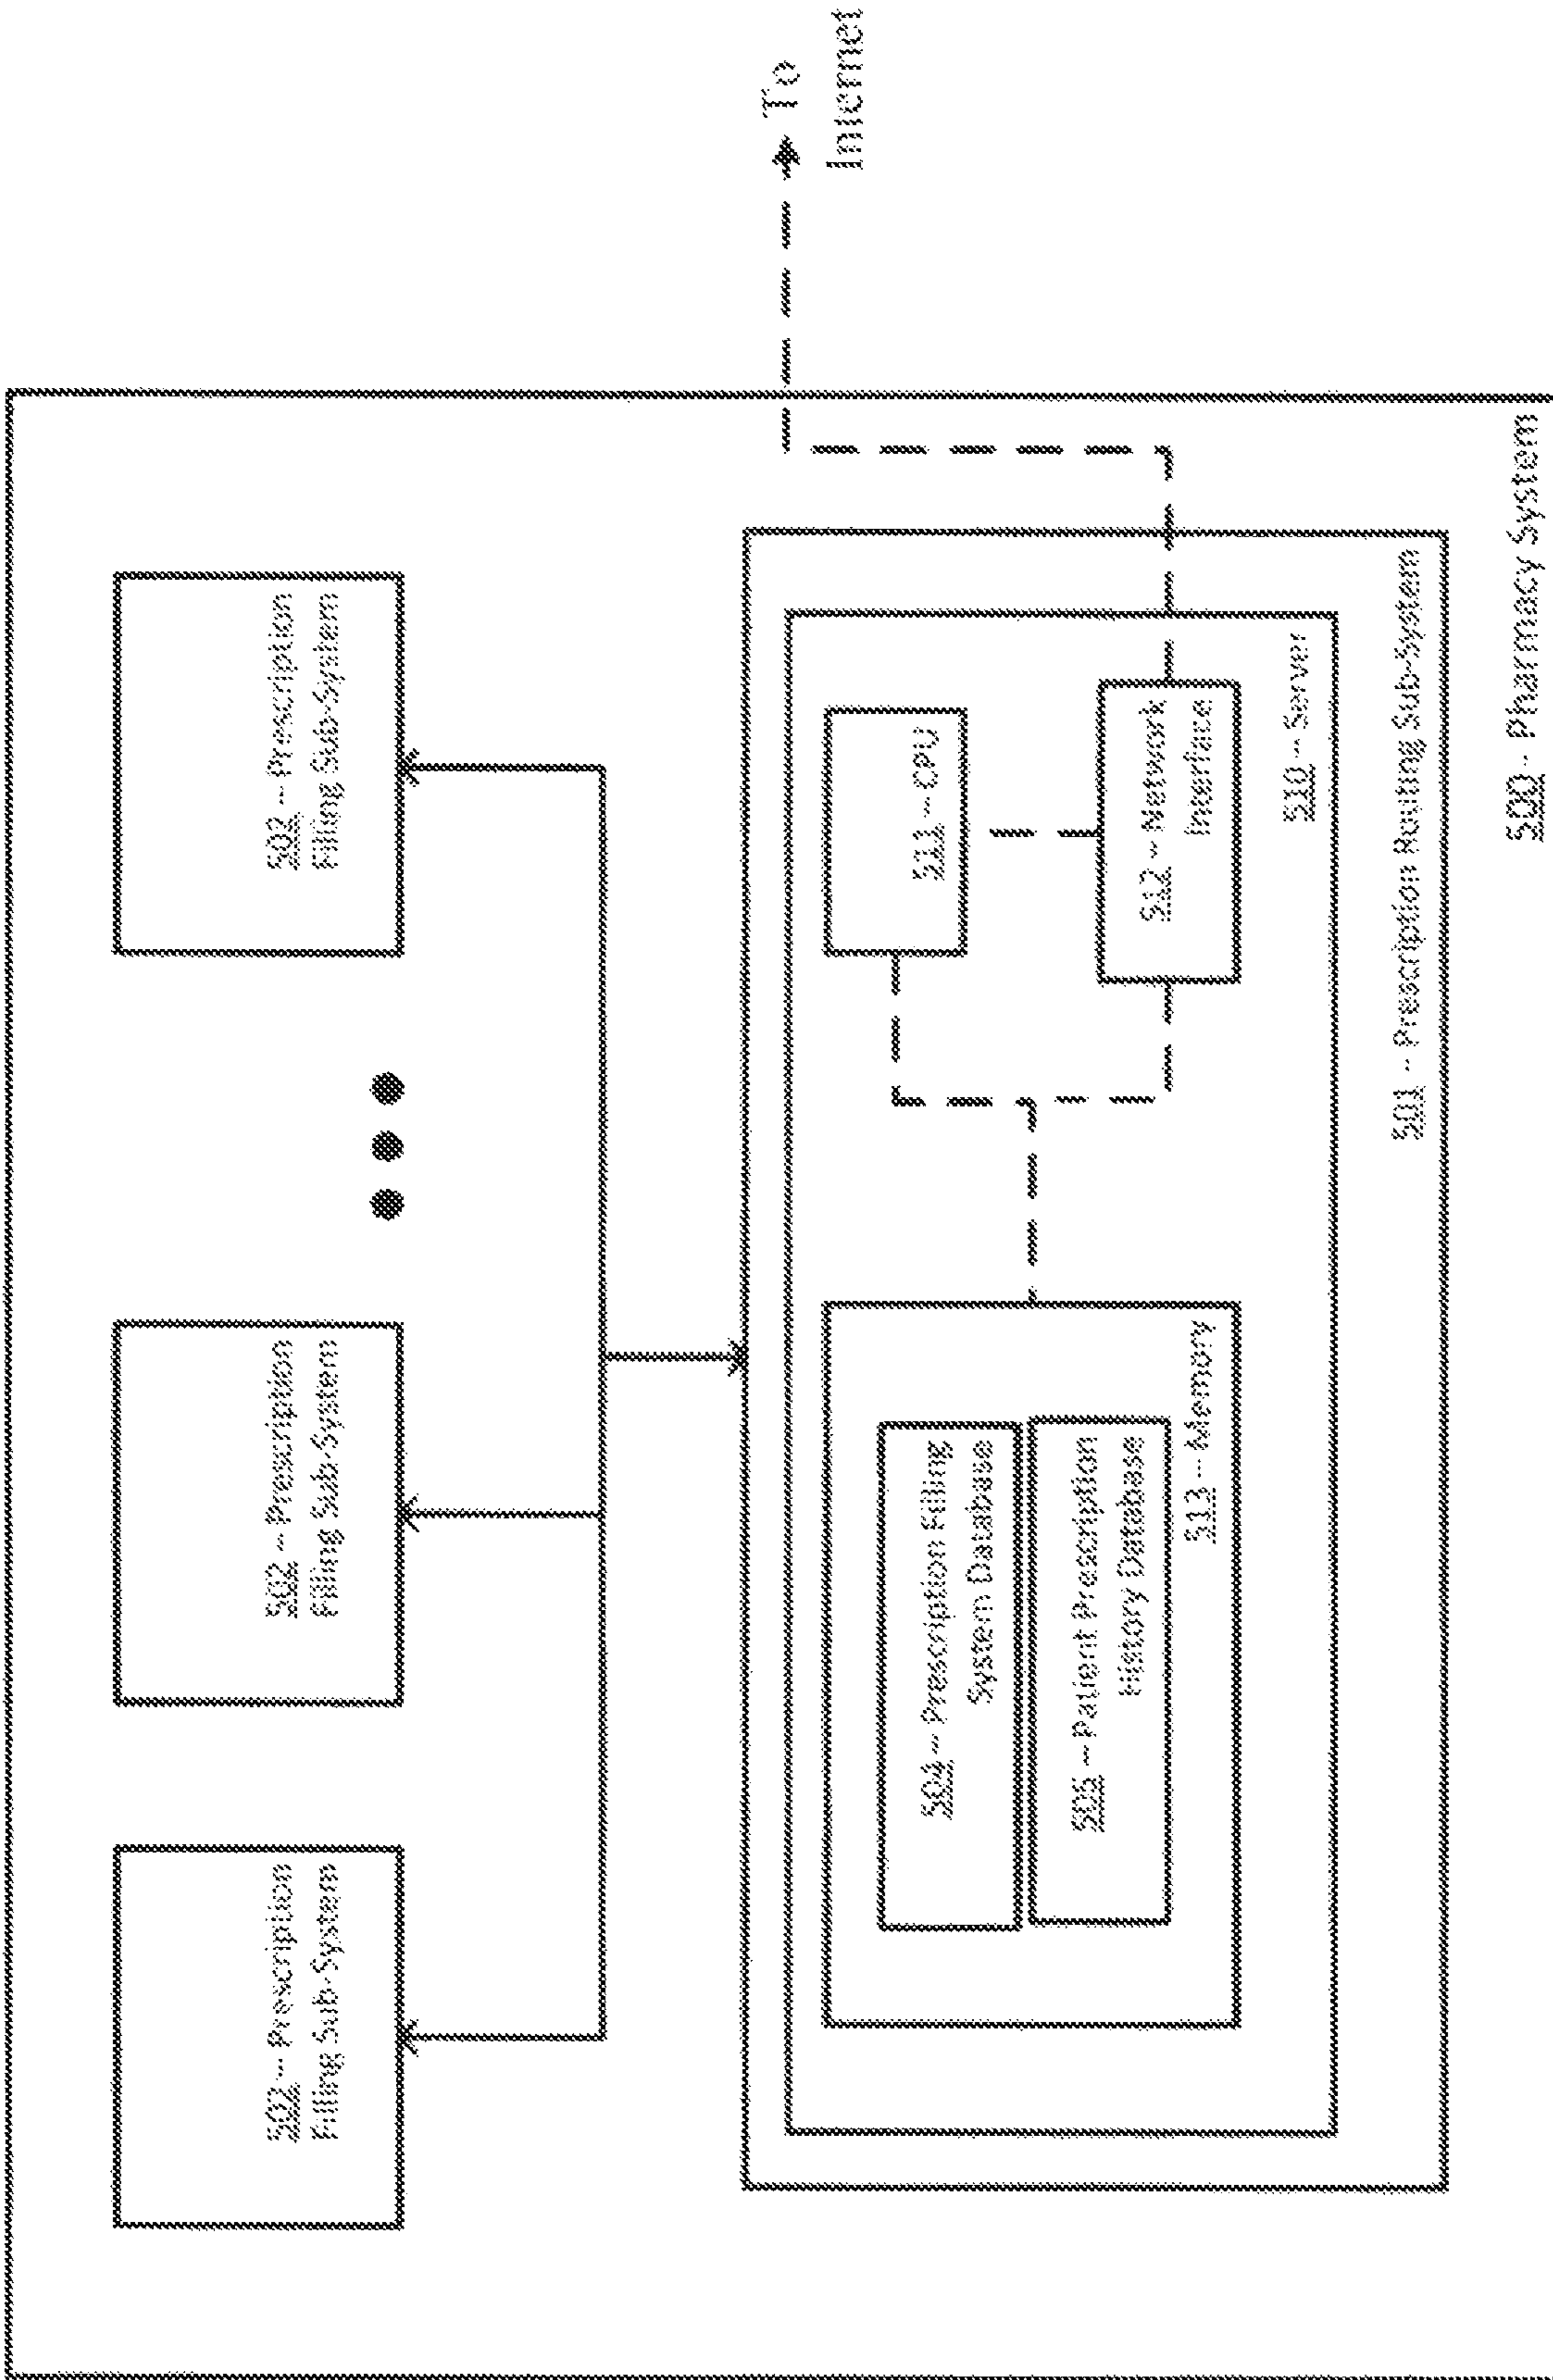 502 – Prescription
Filling Sub-System
502 – Prescription
Filling Sub-System
502 – Prescription
Filling Sub-System
To
Internet
504 – Prescription Filling
System Database
505 – Patient Prescription
History Database
513 – Memory
511 – CPU
512 – Network
Interface
510 – Server
501 – Prescription Routing Sub-System
500 - Pharmacy System